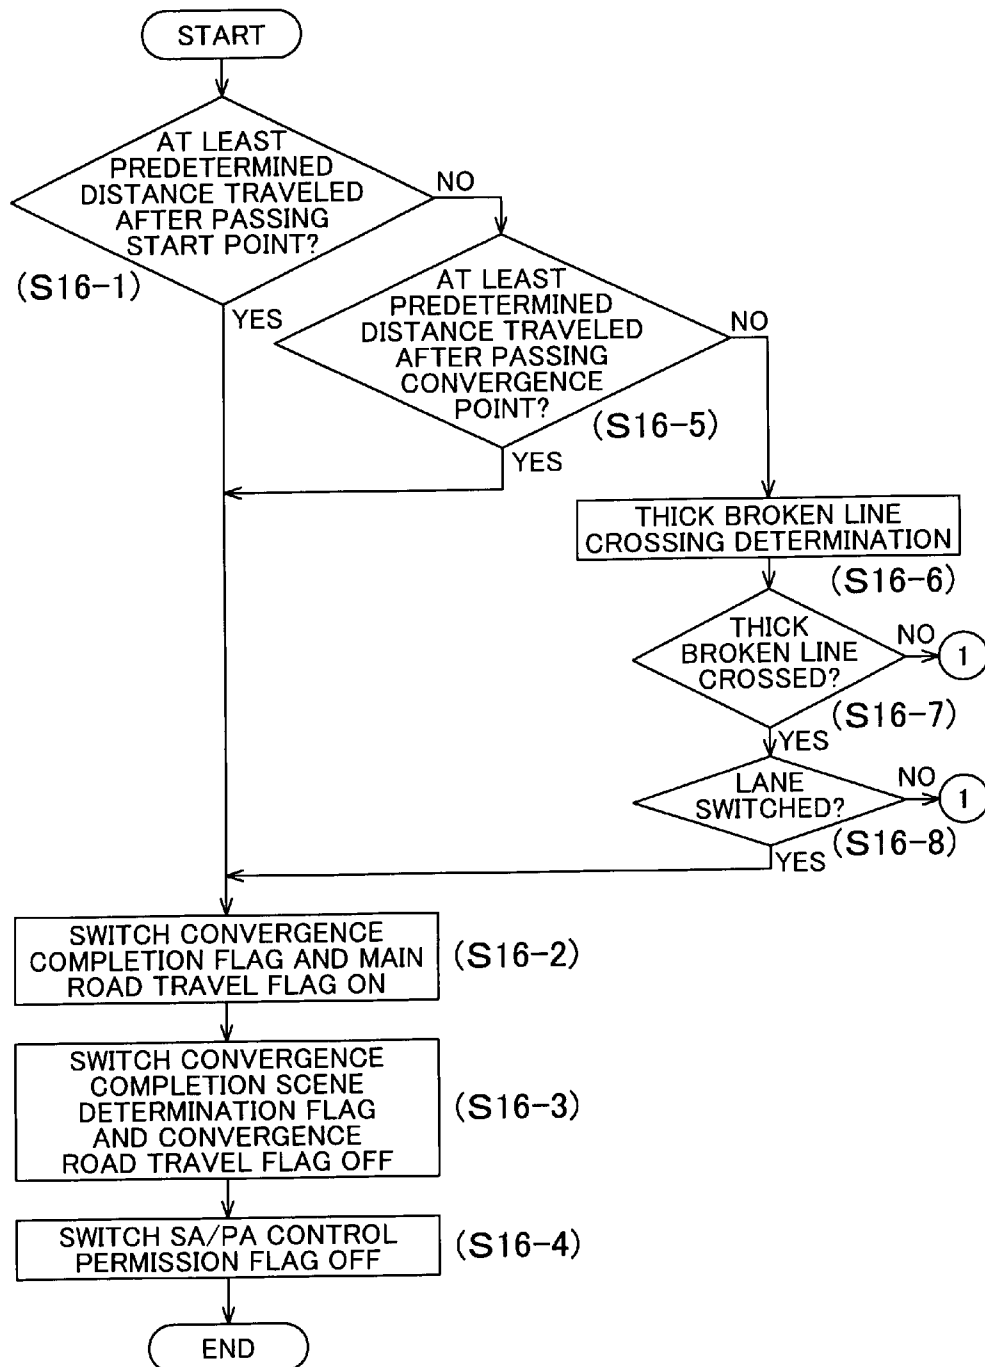 START
AT LEAST
PREDETERMINED
DISTANCE TRAVELED
AFTER PASSING
START POINT?
NO
(S16-1)
YES
AT LEAST
PREDETERMINED
DISTANCE TRAVELED
AFTER PASSING
CONVERGENCE
POINT?
NO
(S16-5)
YES
THICK BROKEN LINE
CROSSING DETERMINATION
(S16-6)
THICK
BROKEN LINE
CROSSED?
NO
1
(S16-7)
YES
LANE
SWITCHED?
NO
1
(S16-8)
YES
SWITCH CONVERGENCE
COMPLETION FLAG AND MAIN
ROAD TRAVEL FLAG ON
(S16-2)
SWITCH CONVERGENCE
COMPLETION SCENE
DETERMINATION FLAG
AND CONVERGENCE
ROAD TRAVEL FLAG OFF
(S16-3)
SWITCH SA/PA CONTROL
PERMISSION FLAG OFF
(S16-4)
END